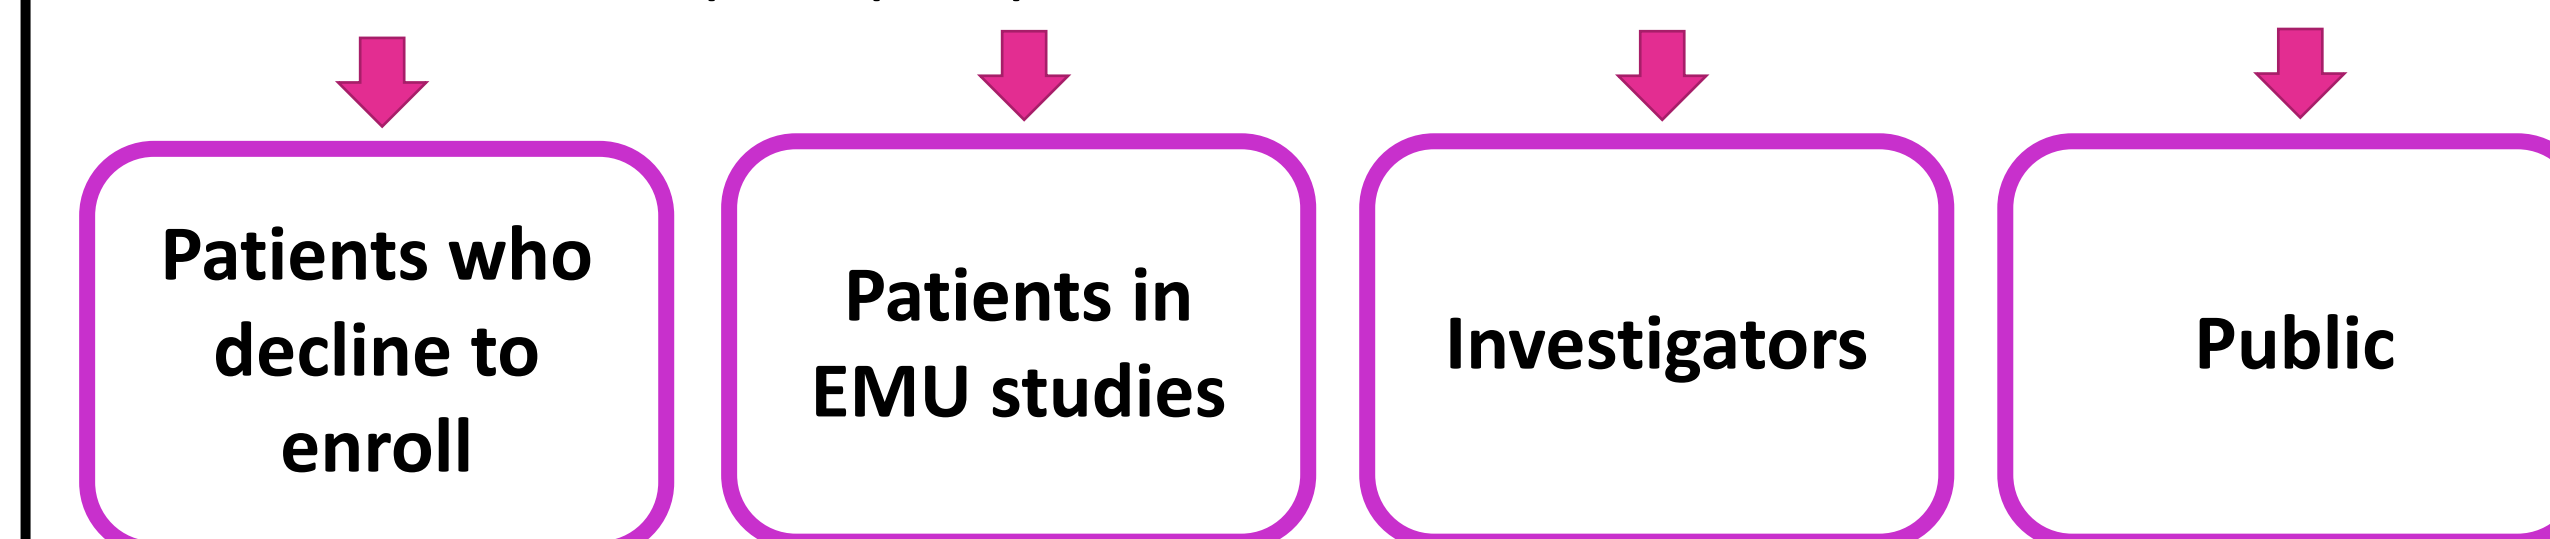 Patients who
decline to
enroll
Patients in
EMU studies
Investigators
Public